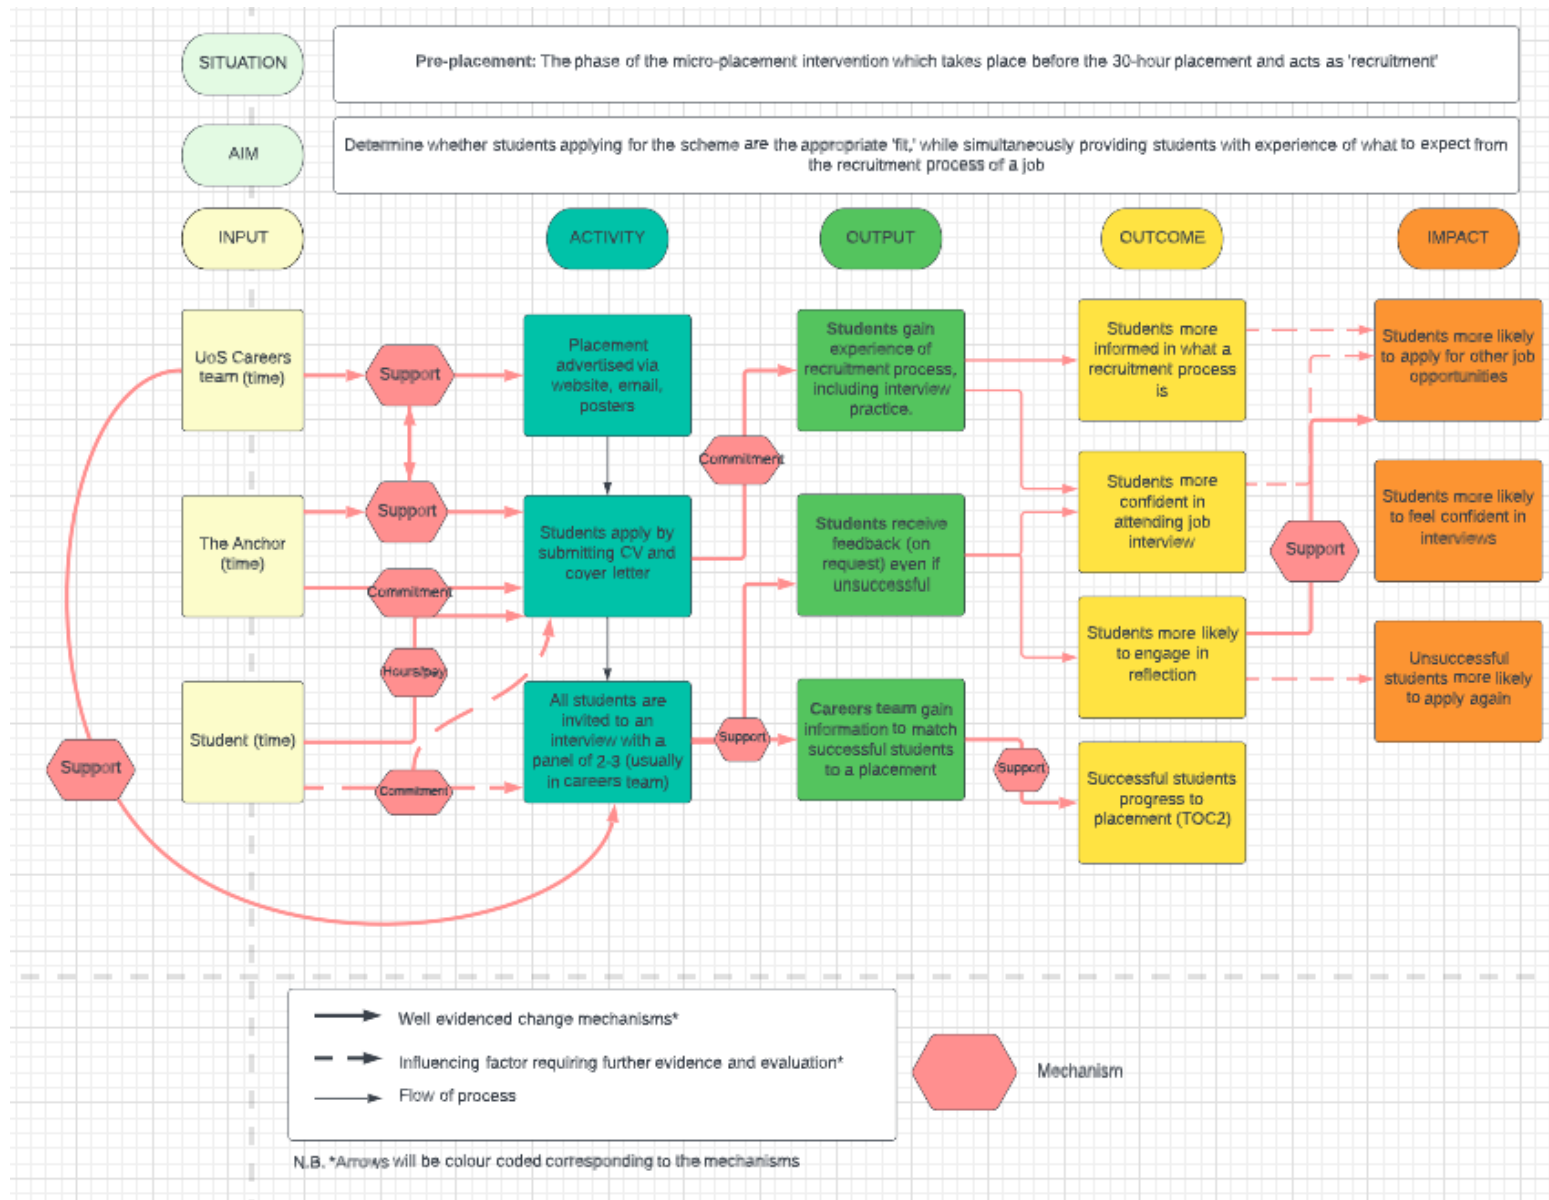 SITUATION
Pre-placement: The phase of the micro-placement intervention which takes place before the 30-hour placement and acts as 'recruitment'
AIM
Determine whether students applying for the scheme are the appropriate 'fit,' while simultaneously providing students with experience of what to expect from
the recruitment process of a job
INPUT
ACTIVITY
OUTPUT
OUTCOME
IMPACT
UoS Careers
team (time)
Support
Placement
advertised via
website, email,
posters
Students gain
experience of
recruitment process,
including interview
practice.
Students more
informed in what a
recruitment process
is
Students more likely
to apply for other job
opportunities
Commitment
The Anchor
(time)
Support
Commitment
Students apply by
submitting CV and
cover letter
Students receive
feedback (on
request) even if
unsuccessful
Students more
confident in
attending job
interview
Support
Students more likely
to feel confident in
interviews
Hours/pay
Students more likely
to engage in
reflection
Unsuccessful
students more likely
to apply again
Support
Student (time)
Commitment
All students are
invited to an
interview with a
panel of 2-3 (usually
in careers team)
Support
Careers team gain
information to match
successful students
to a placement
Support
Successful students
progress to
placement (TOC2)
Well evidenced change mechanisms*
Influencing factor requiring further evidence and evaluation*
Flow of process
Mechanism
N.B. *Arrows will be colour coded corresponding to the mechanisms